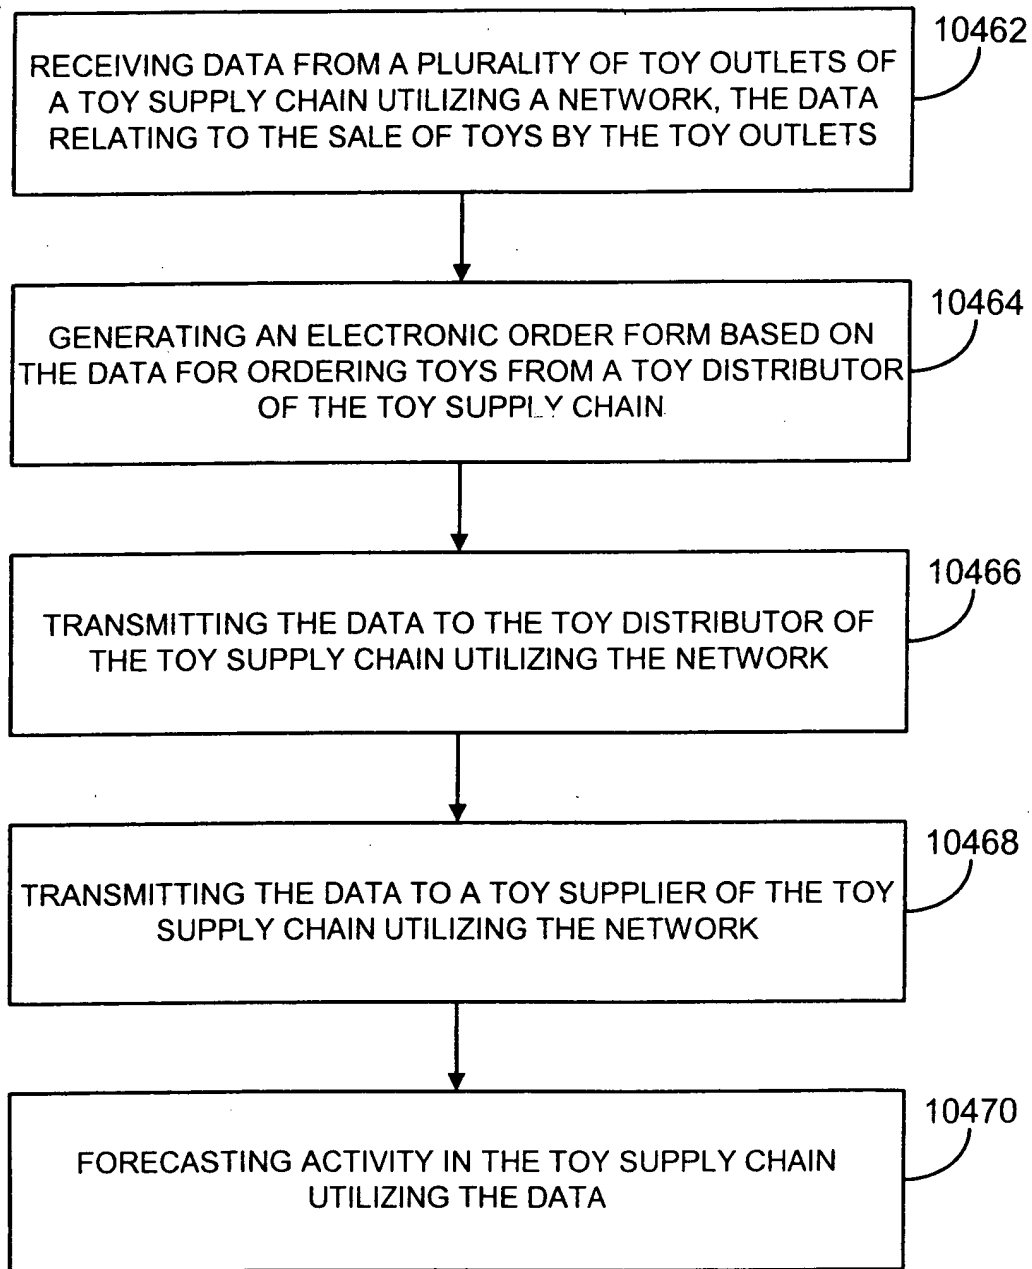 10462
RECEIVING DATA FROM A PLURALITY OF TOY OUTLETS OF
A TOY SUPPLY CHAIN UTILIZING A NETWORK, THE DATA
RELATING TO THE SALE OF TOYS BY THE TOY OUTLETS
10464
GENERATING AN ELECTRONIC ORDER FORM BASED ON
THE DATA FOR ORDERING TOYS FROM A TOY DISTRIBUTOR
OF THE TOY SUPPLY CHAIN
10466
TRANSMITTING THE DATA TO THE TOY DISTRIBUTOR OF
THE TOY SUPPLY CHAIN UTILIZING THE NETWORK
10468
TRANSMITTING THE DATA TO A TOY SUPPLIER OF THE TOY
SUPPLY CHAIN UTILIZING THE NETWORK
10470
FORECASTING ACTIVITY IN THE TOY SUPPLY CHAIN
UTILIZING THE DATA